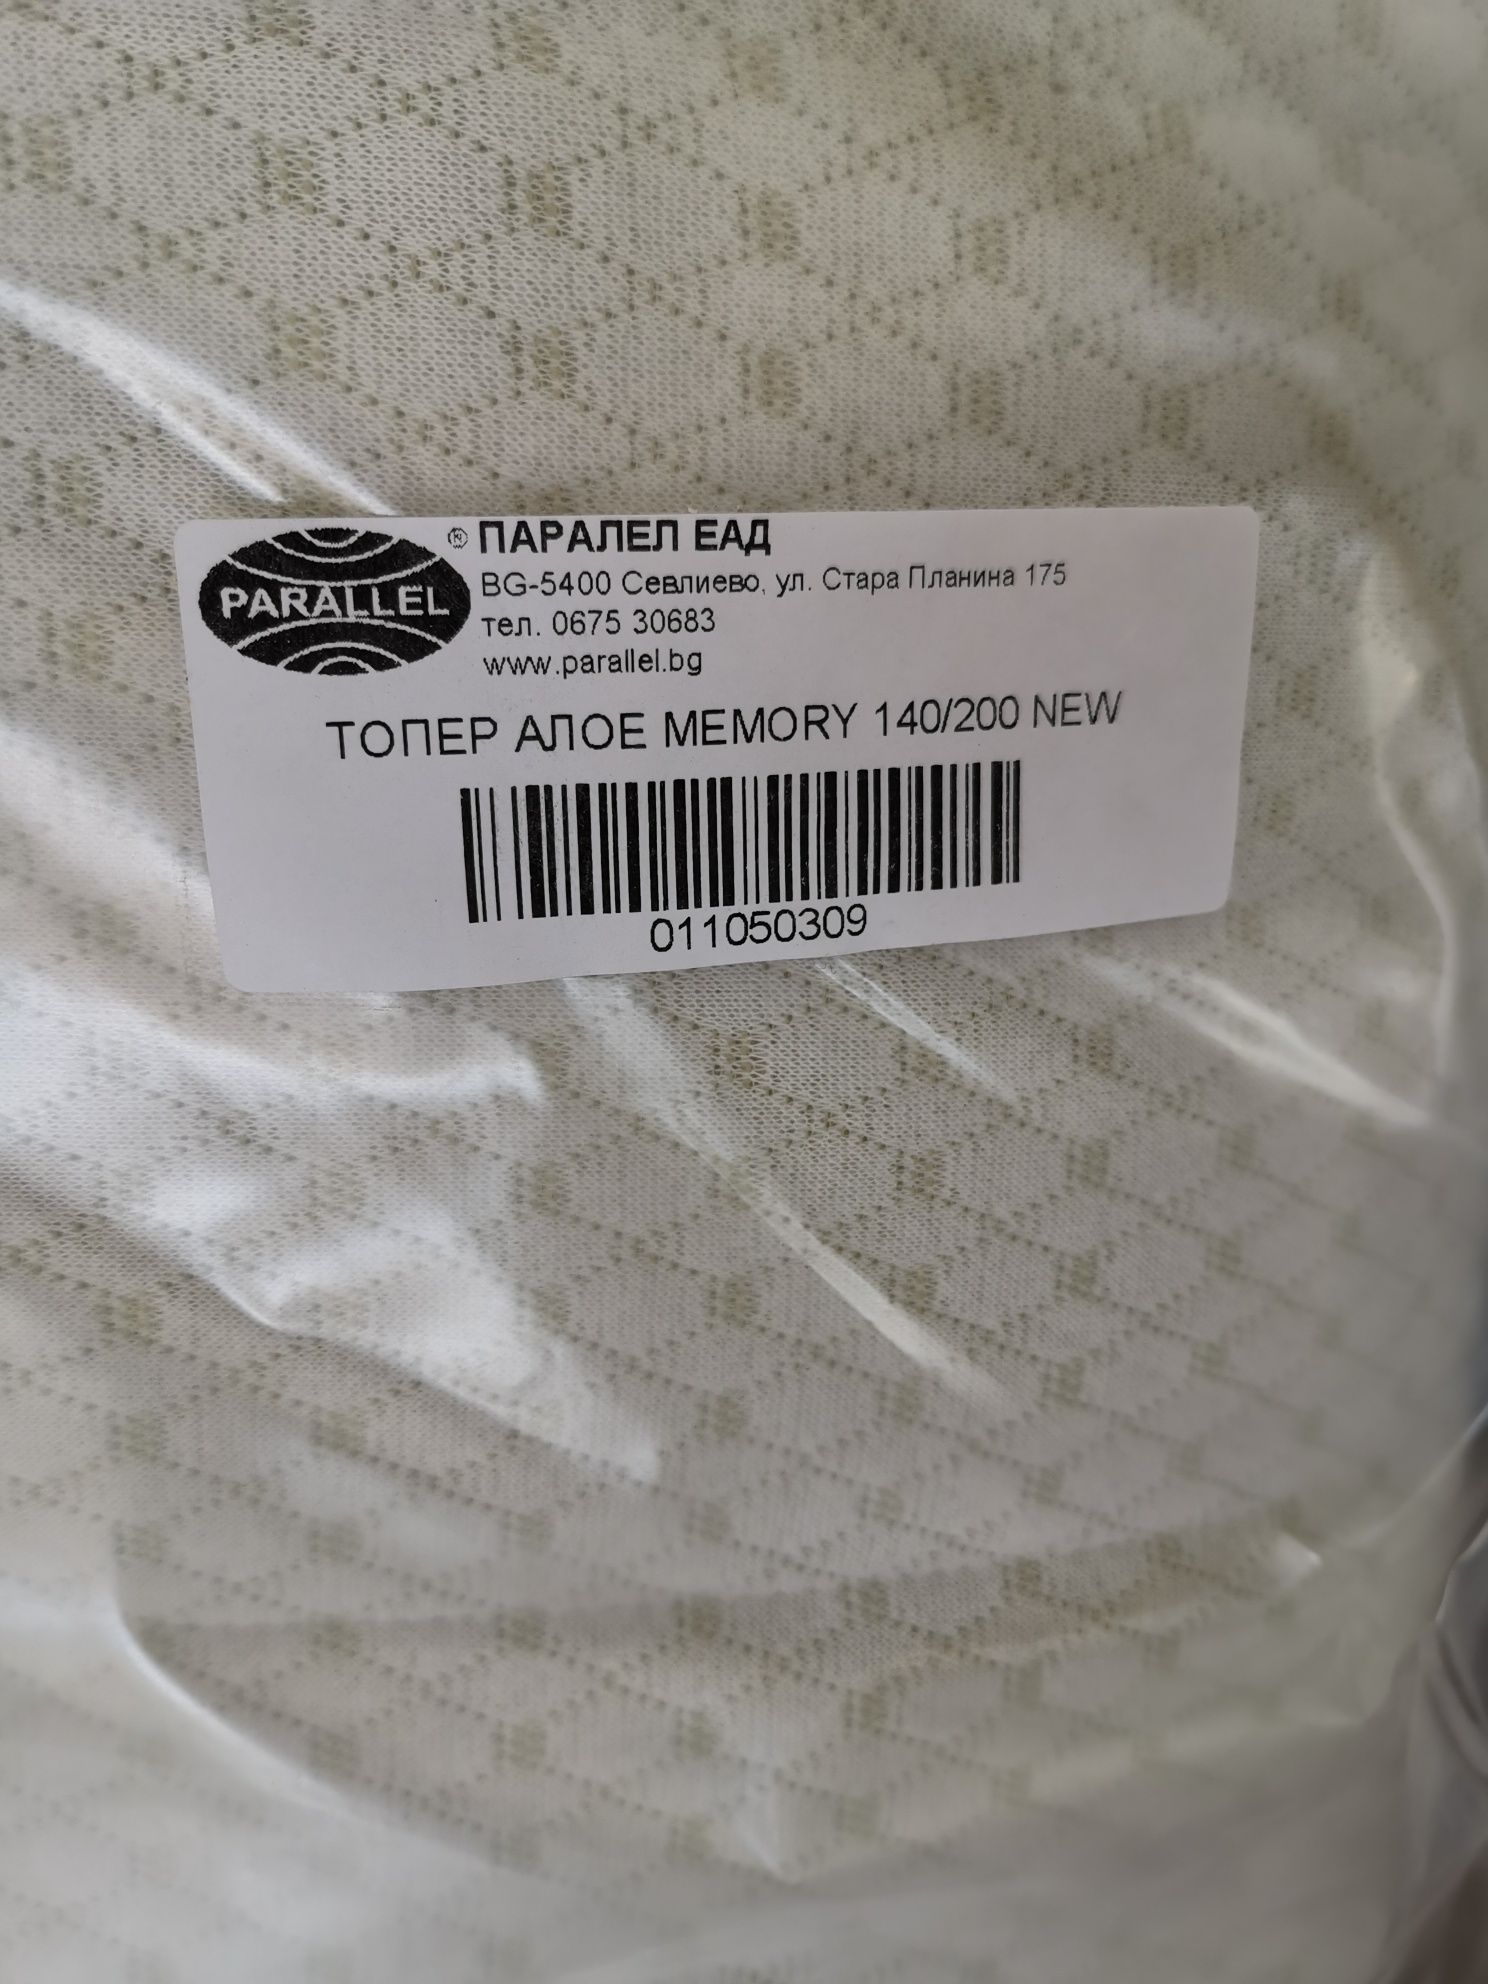 PARALLEL
® ПАРАЛЕЛ ЕАД
BG-5400 Севлиево, ул. Стара Планина 175
тел. 0675 30683
www.parallel.bg
ТОПЕР АЛОЕ MEMORY 140/200 NEW
011050309